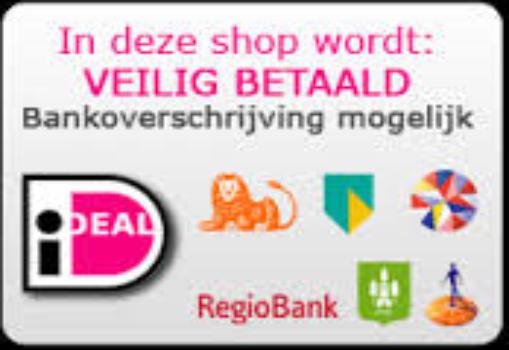 In deze shop wordt:
VEILIG BETAALD
Bankoverschrijving mogelijk
iDEAL
RegioBank